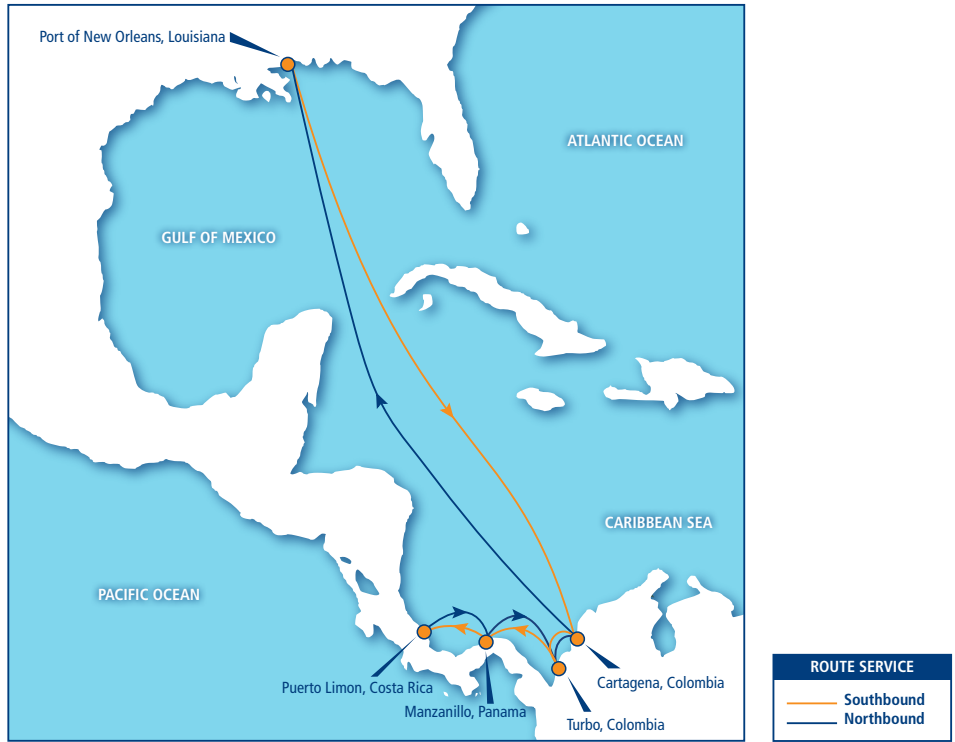 Port of New Orleans, Louisiana
ATLANTIC OCEAN
GULF OF MEXICO
CARIBBEAN SEA
PACIFIC OCEAN
Puerto Limon, Costa Rica
Manzanillo, Panama
Cartagena, Colombia
Turbo, Colombia
ROUTE SERVICE
Southbound
Northbound